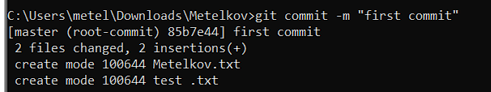 C:\Users\metel\Downloads\Metelkov>git commit -m "first commit"
[master (root-commit) 85b7e44] first commit
 2 files changed, 2 insertions(+)
 create mode 100644 Metelkov.txt
 create mode 100644 test .txt